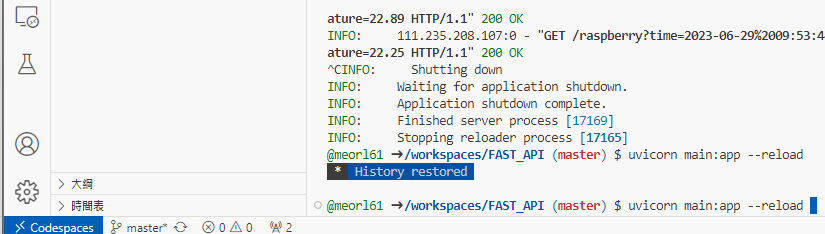 ature=22.89 HTTP/1.1" 200 OK
INFO:     111.235.208.107:0 - "GET /raspberry?time=2023-06-29%2009:53:4
ature=22.25 HTTP/1.1" 200 OK
^CINFO:     Shutting down
INFO:     Waiting for application shutdown.
INFO:     Application shutdown complete.
INFO:     Finished server process [17169]
INFO:     Stopping reloader process [17165]
@meorl61 ➜/workspaces/FAST_API (master) $ uvicorn main:app --reload
* History restored
@meorl61 ➜/workspaces/FAST_API (master) $ uvicorn main:app --reload
大綱
時間表
Codespaces
master*
0
0
2